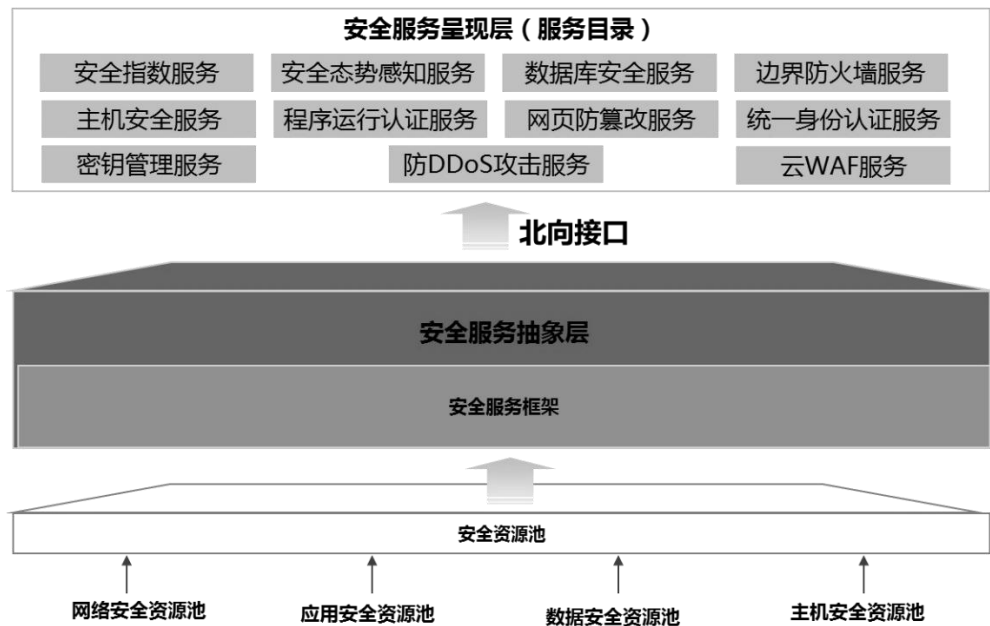 安全服务呈现层（服务目录）
安全指数服务 安全态势感知服务 数据库安全服务 边界防火墙服务
主机安全服务 程序运行认证服务 网页防篡改服务 统一身份认证服务
密钥管理服务 防DDoS攻击服务 云WAF服务
北向接口
安全服务抽象层
安全服务框架
安全资源池
网络安全资源池 应用安全资源池 数据安全资源池 主机安全资源池